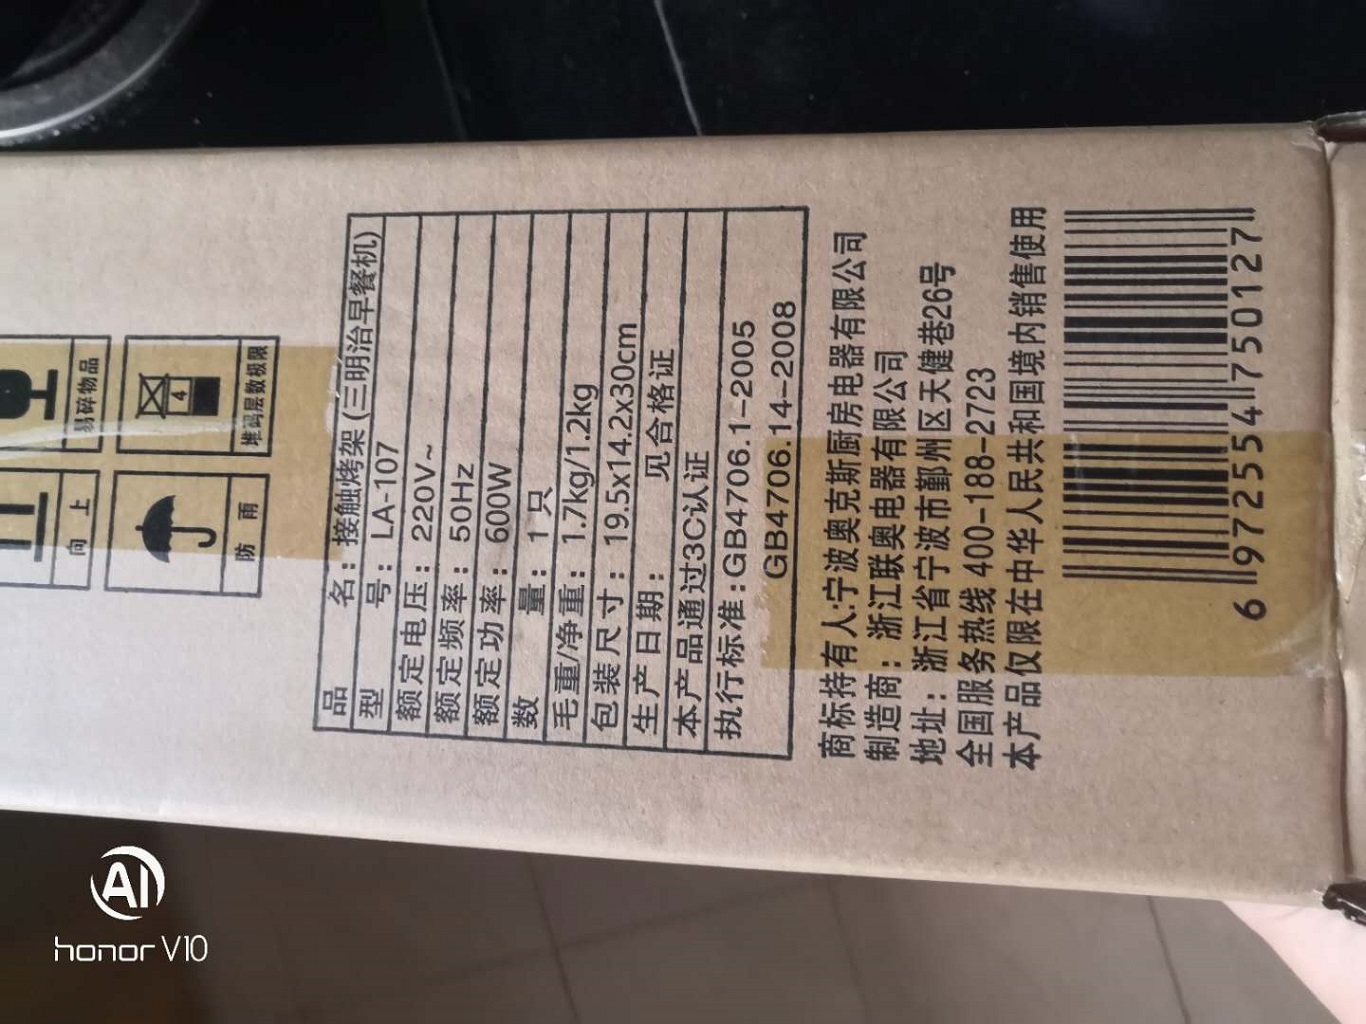 易碎物品
向 上
4
堆码层数极限
防 雨
品 名：接触烤架(三明治早餐机)
型 号：LA-107
额定电压：220V~
额定频率：50Hz
额定功率：600W
数 量：1 只
毛重/净重：1.7kg/1.2kg
包装尺寸：19.5x14.2x30cm
生产日期： 见合格证
本产品通过3C认证
执行标准：GB4706.1-2005
GB4706.14-2008
商标持有人:宁波奥克斯厨房电器有限公司
制造商：浙江联奥电器有限公司
地址：浙江省宁波市鄞州区天健巷26号
全国服务热线 400-188-2723
本产品仅限在中华人民共和国境内销售使用
6 972554 750127
AI
honor V10